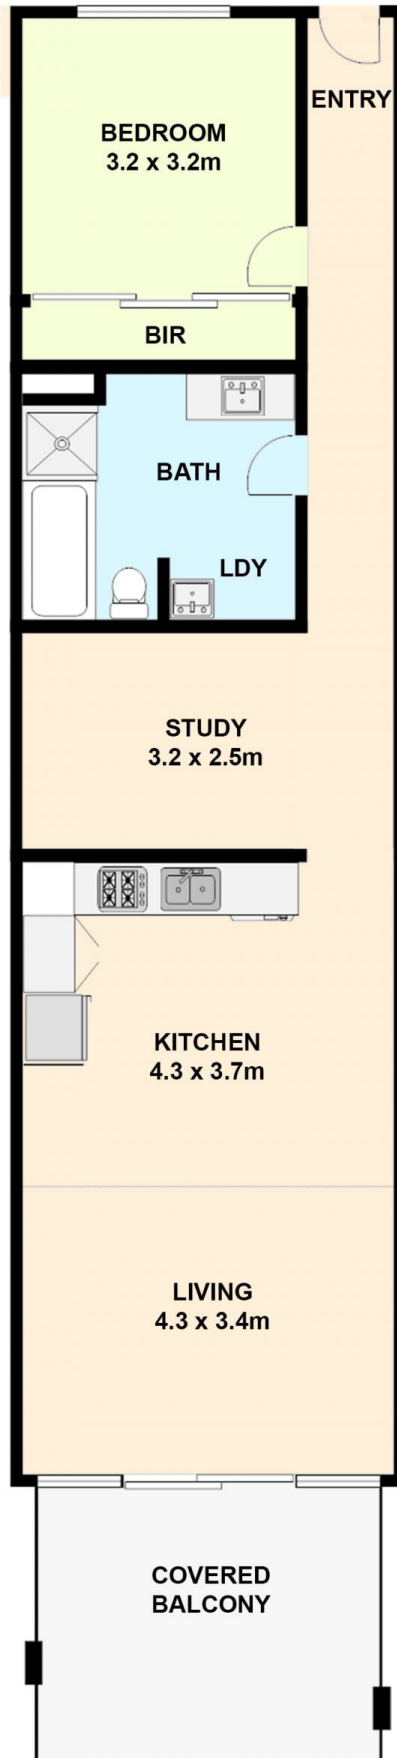 ENTRY
BEDROOM
3.2 x 3.2m
BIR
BATH
LDY
STUDY
3.2 x 2.5m
KITCHEN
4.3 x 3.7m
LIVING
4.3 x 3.4m
COVERED
BALCONY